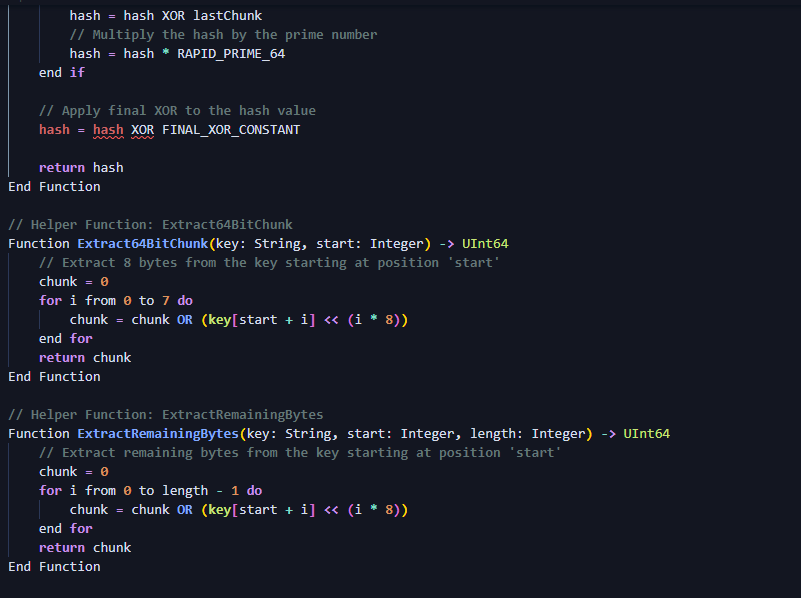 hash = hash XOR lastChunk
// Multiply the hash by the prime number
hash = hash * RAPID_PRIME_64
end if
// Apply final XOR to the hash value
hash = hash XOR FINAL_XOR_CONSTANT
return hash
End Function
// Helper Function: Extract64BitChunk
Function Extract64BitChunk(key: String, start: Integer) -> UInt64
// Extract 8 bytes from the key starting at position 'start'
chunk = 0
for i from 0 to 7 do
chunk = chunk OR (key[start + i] << (i * 8))
end for
return chunk
End Function
// Helper Function: ExtractRemainingBytes
Function ExtractRemainingBytes(key: String, start: Integer, length: Integer) -> UInt64
// Extract remaining bytes from the key starting at position 'start'
chunk = 0
for i from 0 to length - 1 do
chunk = chunk OR (key[start + i] << (i * 8))
end for
return chunk
End Function